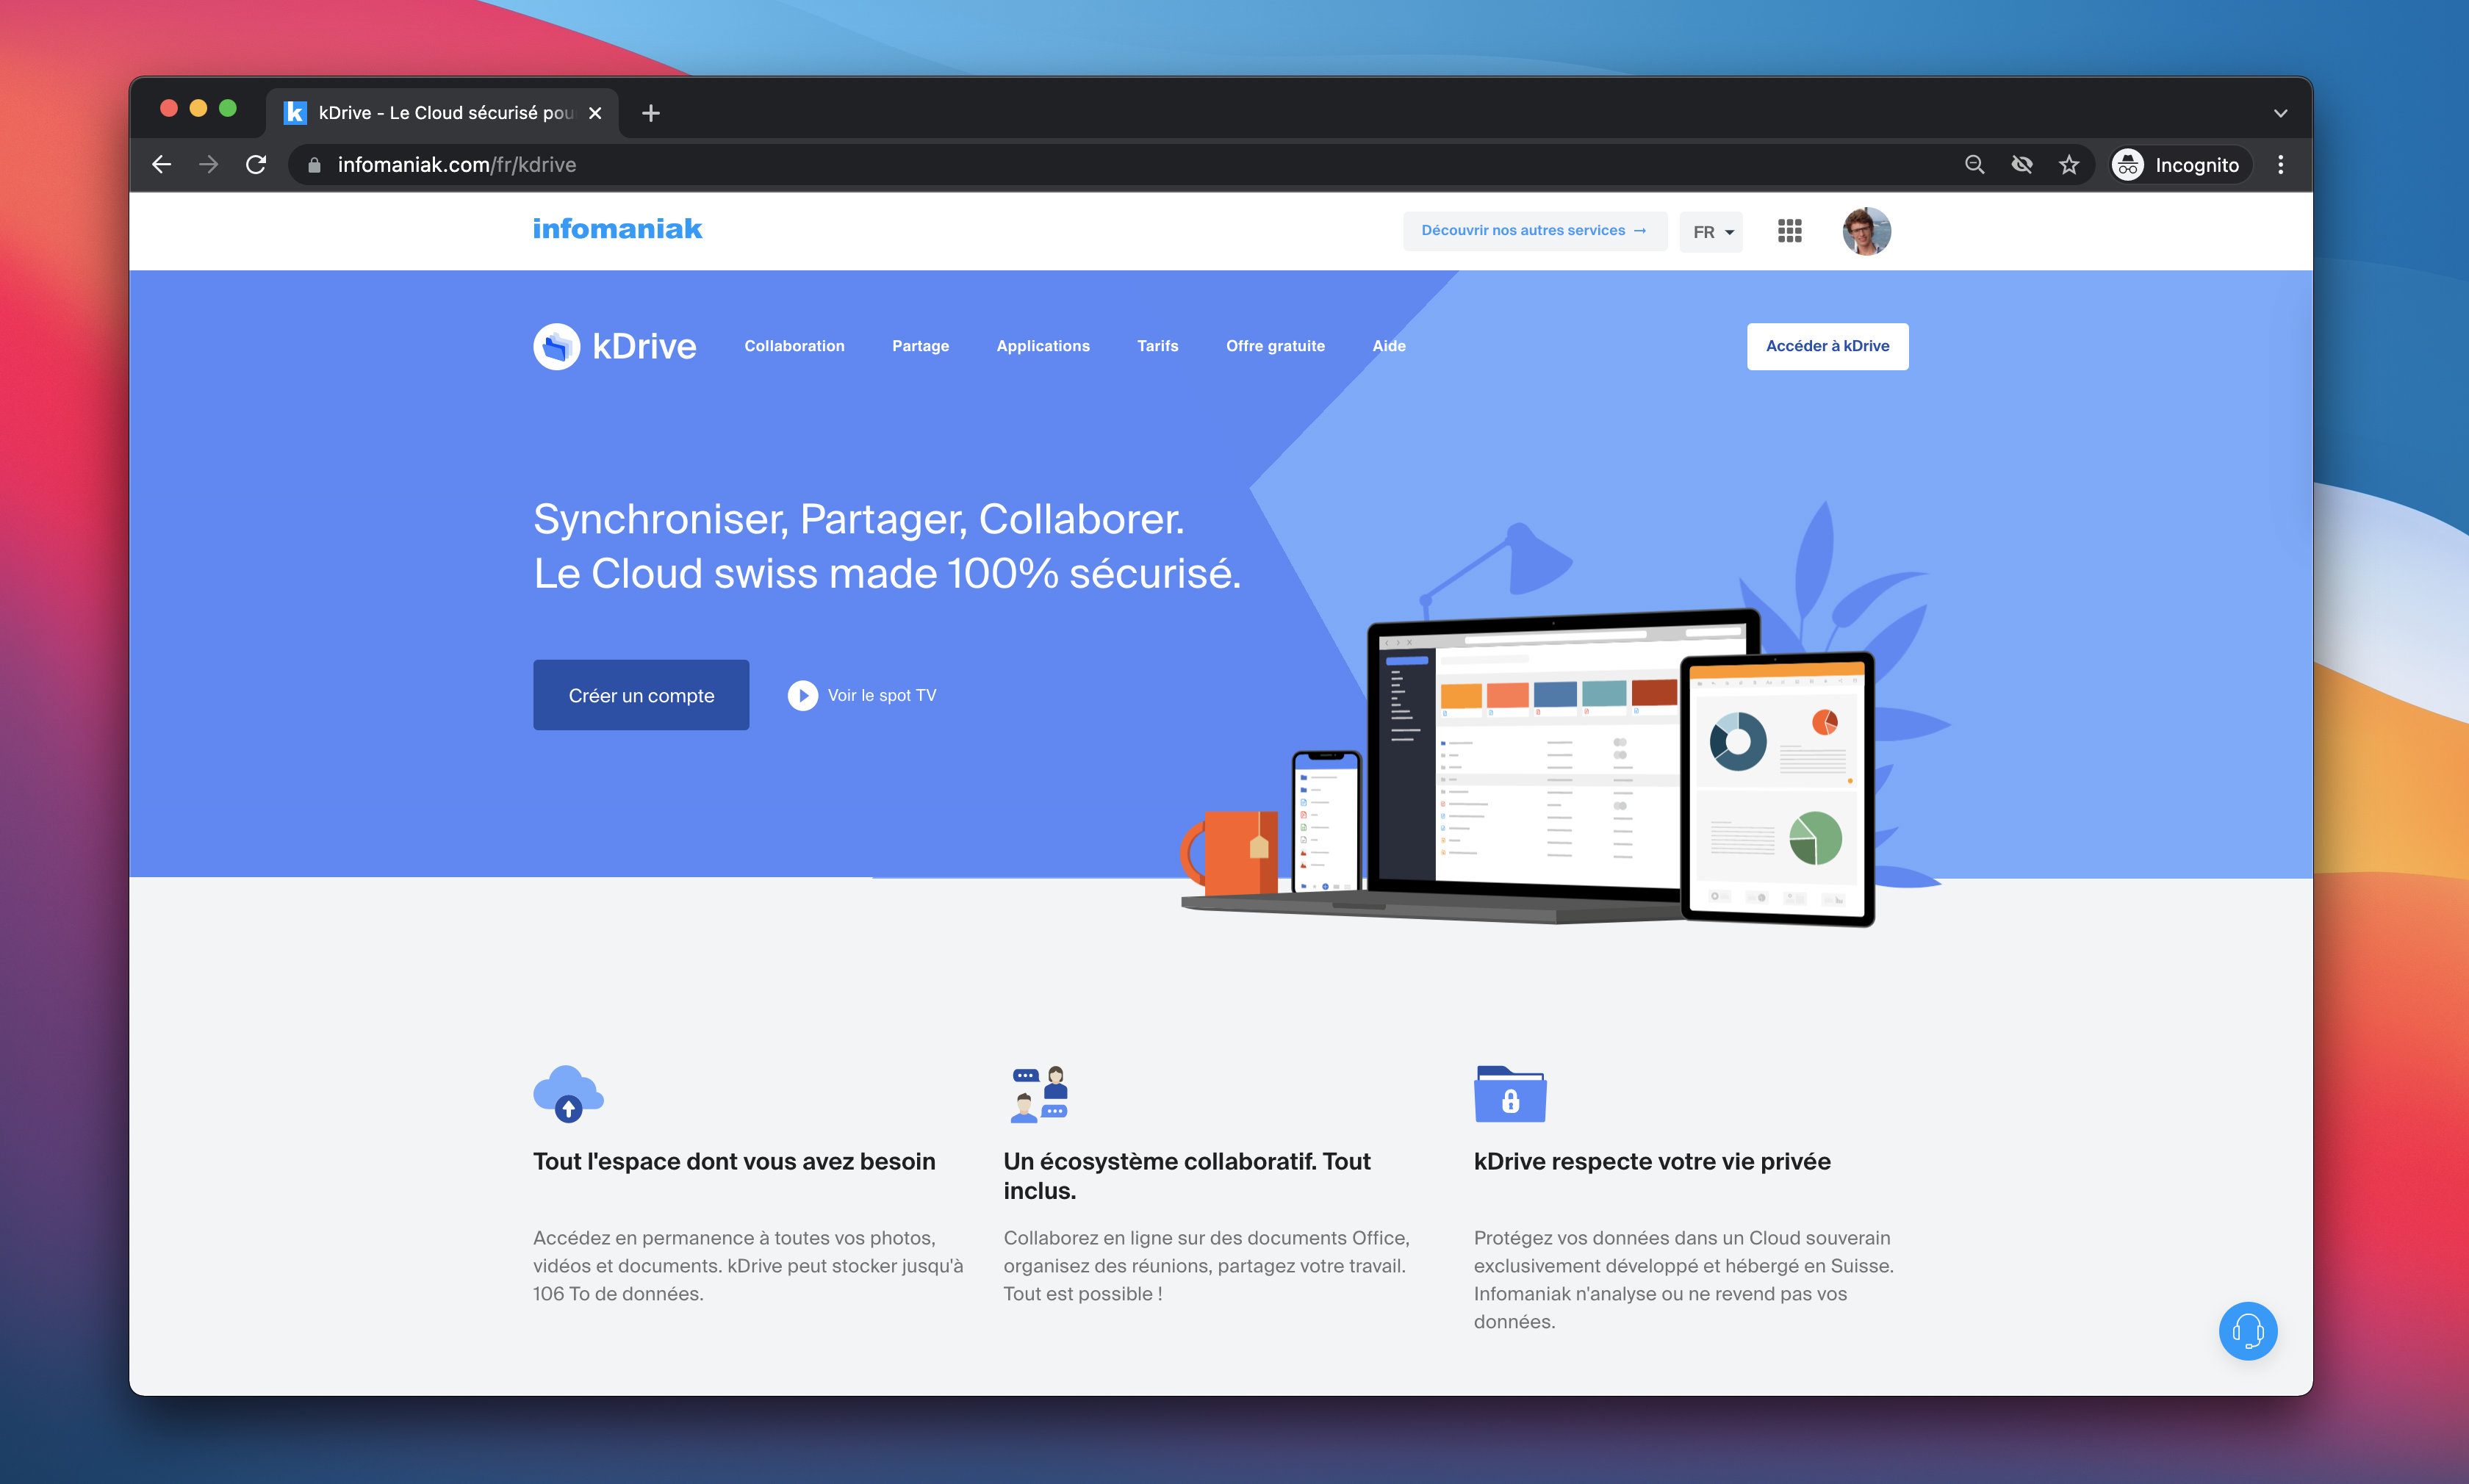 kDrive - Le Cloud sécurisé pou
infomaniak.com/fr/kdrive
Incognito
infomaniak
Découvrir nos autres services →
FR
kDrive
Collaboration
Partage
Applications
Tarifs
Offre gratuite
Aide
Accéder à kDrive
Synchroniser, Partager, Collaborer.
Le Cloud swiss made 100% sécurisé.
Créer un compte
Voir le spot TV
Tout l'espace dont vous avez besoin
Accédez en permanence à toutes vos photos,
vidéos et documents. kDrive peut stocker jusqu'à
106 To de données.
Un écosystème collaboratif. Tout
inclus.
Collaborez en ligne sur des documents Office,
organisez des réunions, partagez votre travail.
Tout est possible !
kDrive respecte votre vie privée
Protégez vos données dans un Cloud souverain
exclusivement développé et hébergé en Suisse.
Infomaniak n'analyse ou ne revend pas vos
données.